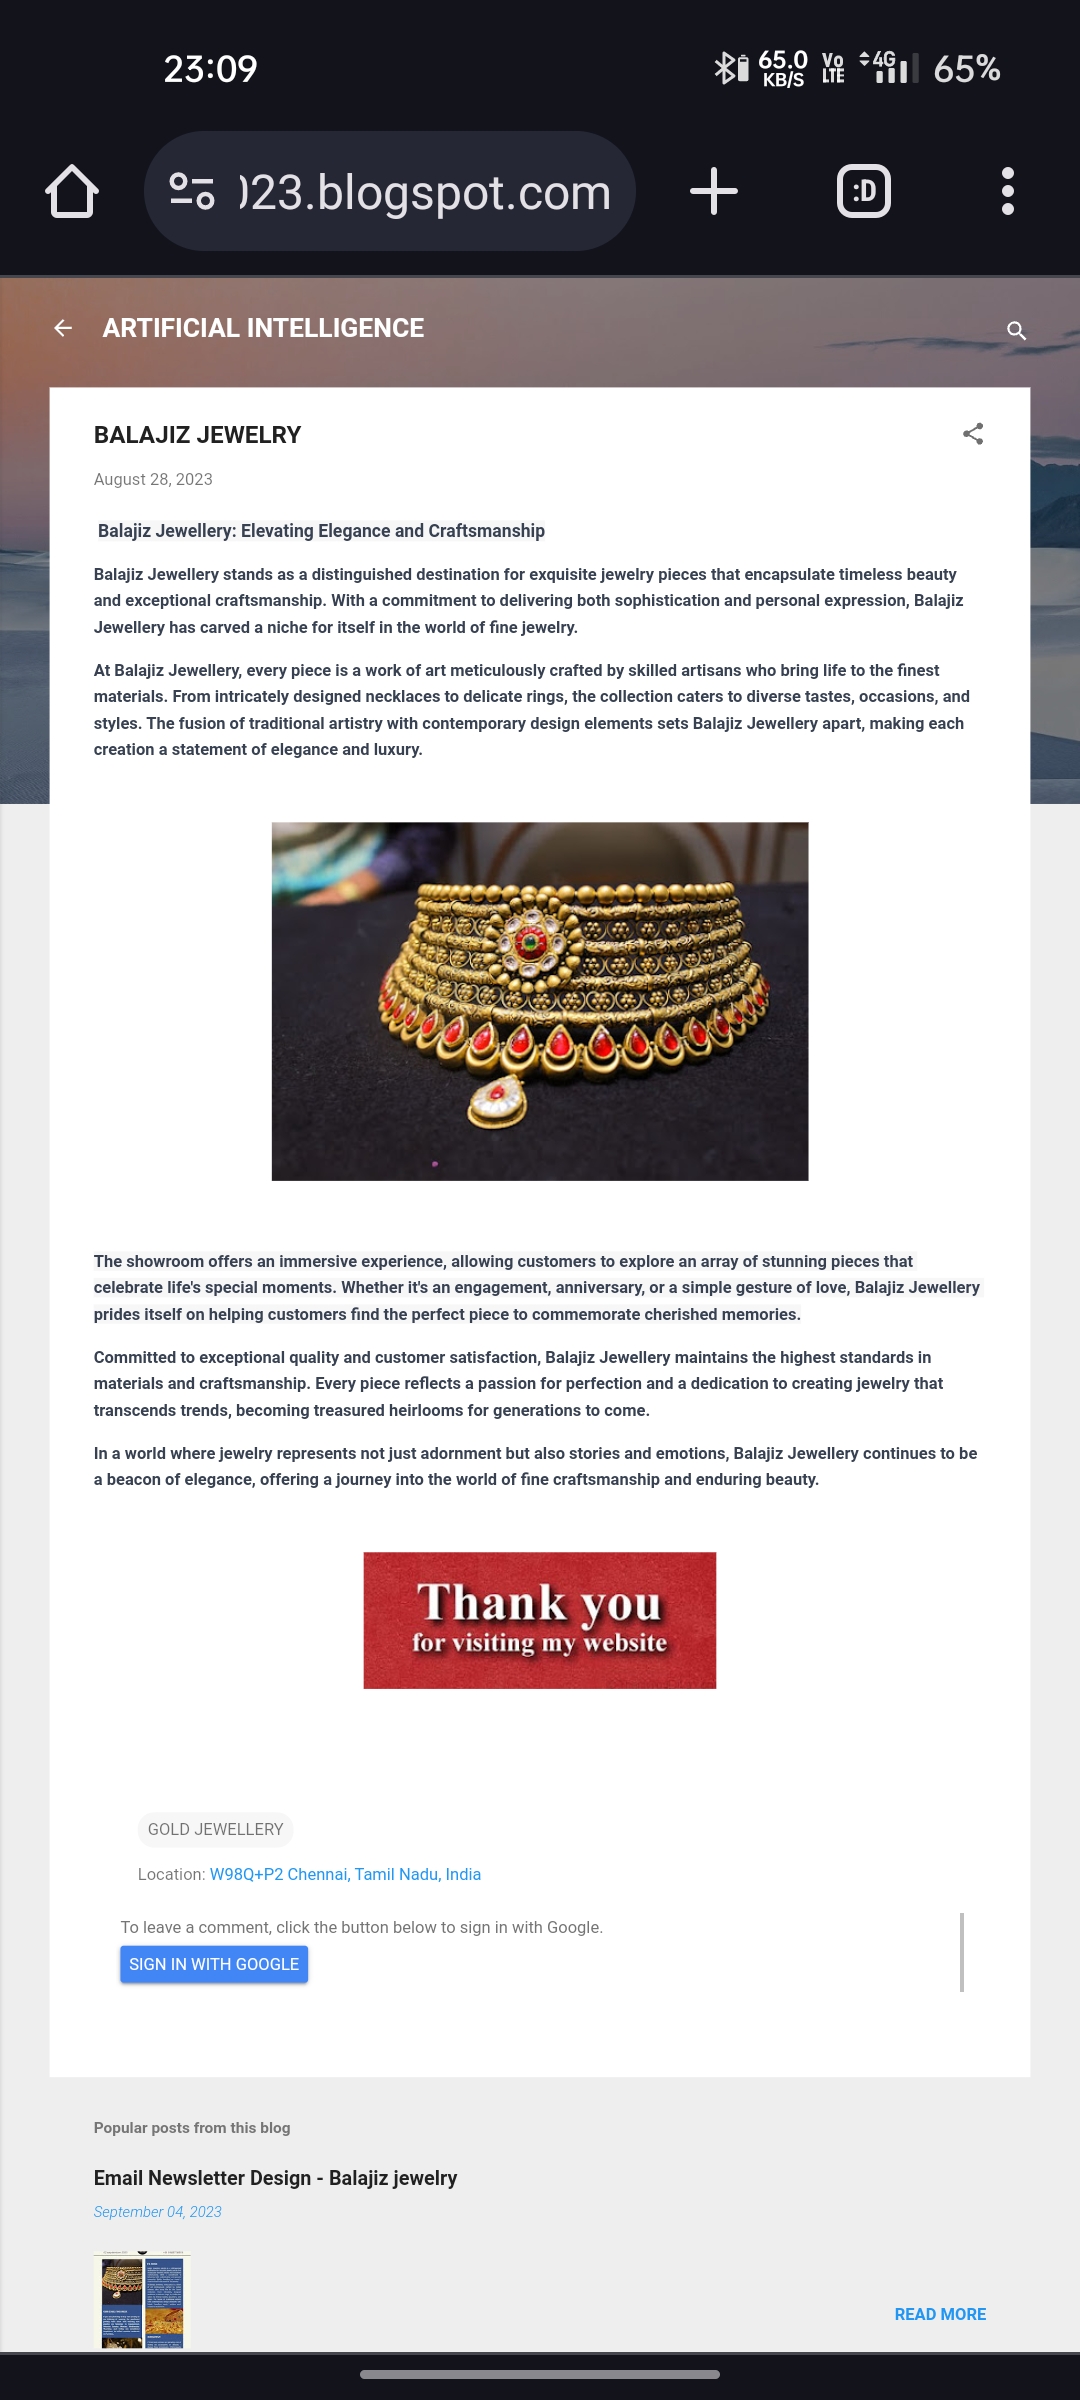 23:09
65.0 KB/S Vo LTE 4G 65%
023.blogspot.com
:D
ARTIFICIAL INTELLIGENCE
BALAJIZ JEWELRY
August 28, 2023
Balajiz Jewellery: Elevating Elegance and Craftsmanship
Balajiz Jewellery stands as a distinguished destination for exquisite jewelry pieces that encapsulate timeless beauty
and exceptional craftsmanship. With a commitment to delivering both sophistication and personal expression, Balajiz
Jewellery has carved a niche for itself in the world of fine jewelry.
At Balajiz Jewellery, every piece is a work of art meticulously crafted by skilled artisans who bring life to the finest
materials. From intricately designed necklaces to delicate rings, the collection caters to diverse tastes, occasions, and
styles. The fusion of traditional artistry with contemporary design elements sets Balajiz Jewellery apart, making each
creation a statement of elegance and luxury.
The showroom offers an immersive experience, allowing customers to explore an array of stunning pieces that
celebrate life's special moments. Whether it's an engagement, anniversary, or a simple gesture of love, Balajiz Jewellery
prides itself on helping customers find the perfect piece to commemorate cherished memories.
Committed to exceptional quality and customer satisfaction, Balajiz Jewellery maintains the highest standards in
materials and craftsmanship. Every piece reflects a passion for perfection and a dedication to creating jewelry that
transcends trends, becoming treasured heirlooms for generations to come.
In a world where jewelry represents not just adornment but also stories and emotions, Balajiz Jewellery continues to be
a beacon of elegance, offering a journey into the world of fine craftsmanship and enduring beauty.
Thank you
for visiting my website
GOLD JEWELLERY
Location: W98Q+P2 Chennai, Tamil Nadu, India
To leave a comment, click the button below to sign in with Google.
SIGN IN WITH GOOGLE
Popular posts from this blog
Email Newsletter Design - Balajiz jewelry
September 04, 2023
READ MORE